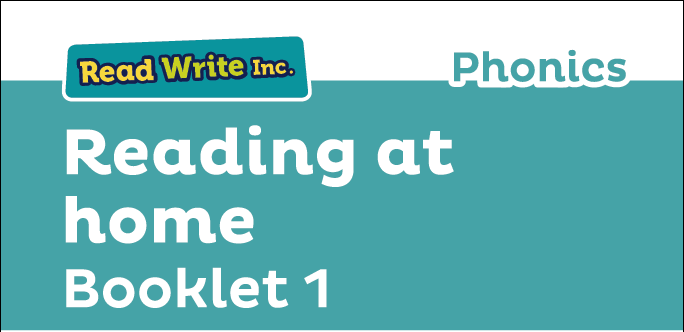 Read Write Inc.
Phonics
Reading at
home
Booklet 1